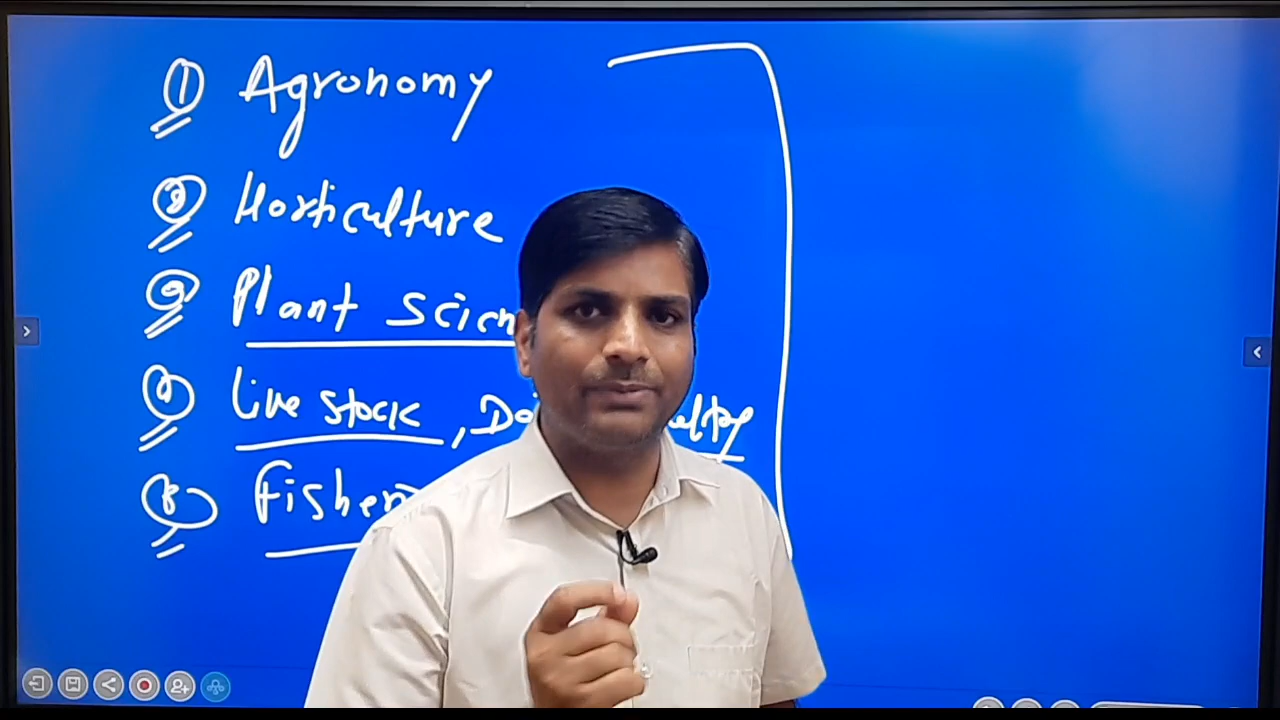 ① Agronomy
② Horticulture
③ Plant Scien
④ Live stock,
⑤ Fisher